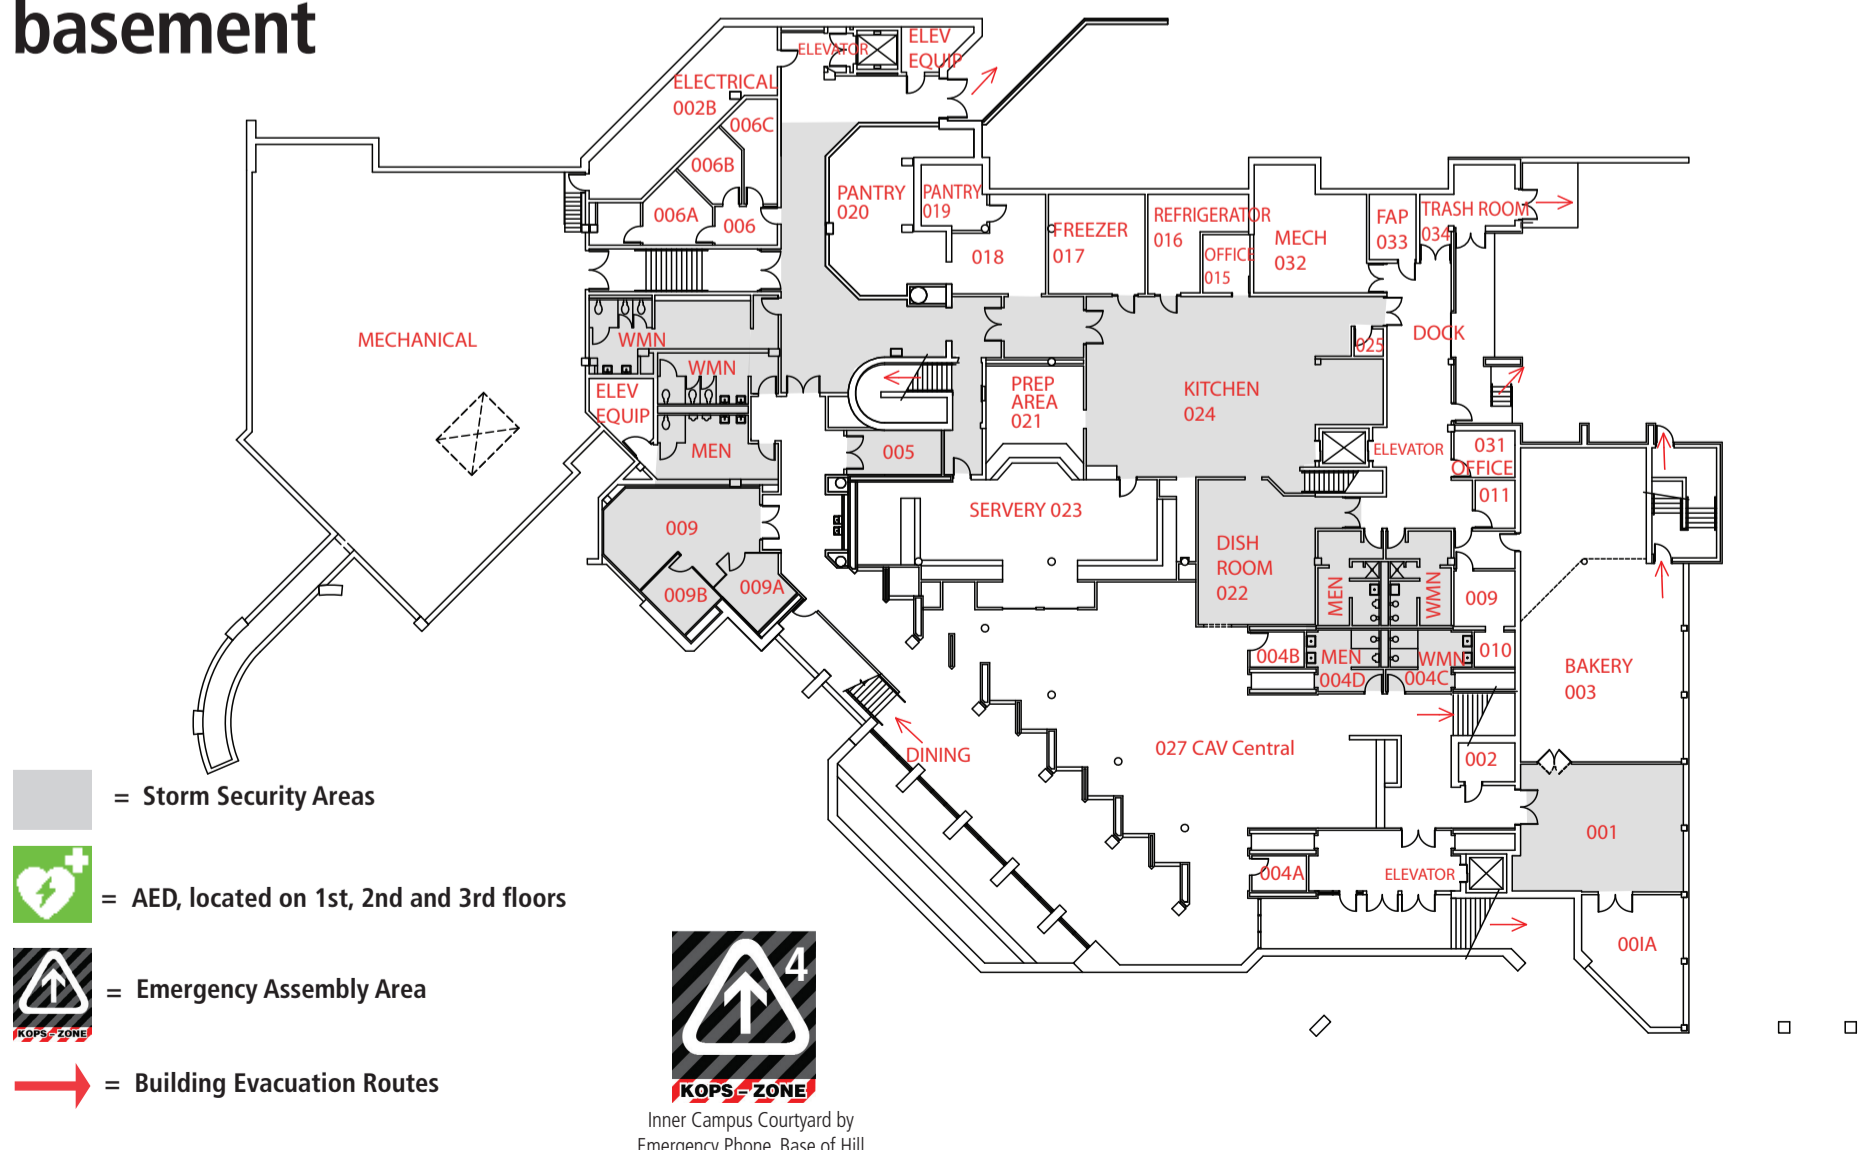 basement
ELEVATOR
ELEV
EQUIP
ELECTRICAL
002B
006C
006B
006A
006
PANTRY
020
PANTRY
019
018
FREEZER
017
REFRIGERATOR
016
OFFICE
015
MECH
032
FAP
033
TRASH ROOM
034
MECHANICAL
WMN
WMN
ELEV
EQUIP
MEN
005
PREP
AREA
021
KITCHEN
024
025
DOCK
ELEVATOR
031
OFFICE
011
009
009B
009A
SERVERY 023
DISH
ROOM
022
MEN
WMN
009
010
004B
MEN
004D
WMN
004C
BAKERY
003
027 CAV Central
DINING
002
001
004A
ELEVATOR
00IA
= Storm Security Areas
= AED, located on 1st, 2nd and 3rd floors
KOPS – ZONE
= Emergency Assembly Area
= Building Evacuation Routes
4
KOPS – ZONE
Inner Campus Courtyard by
Emergency Phone, Base of Hill